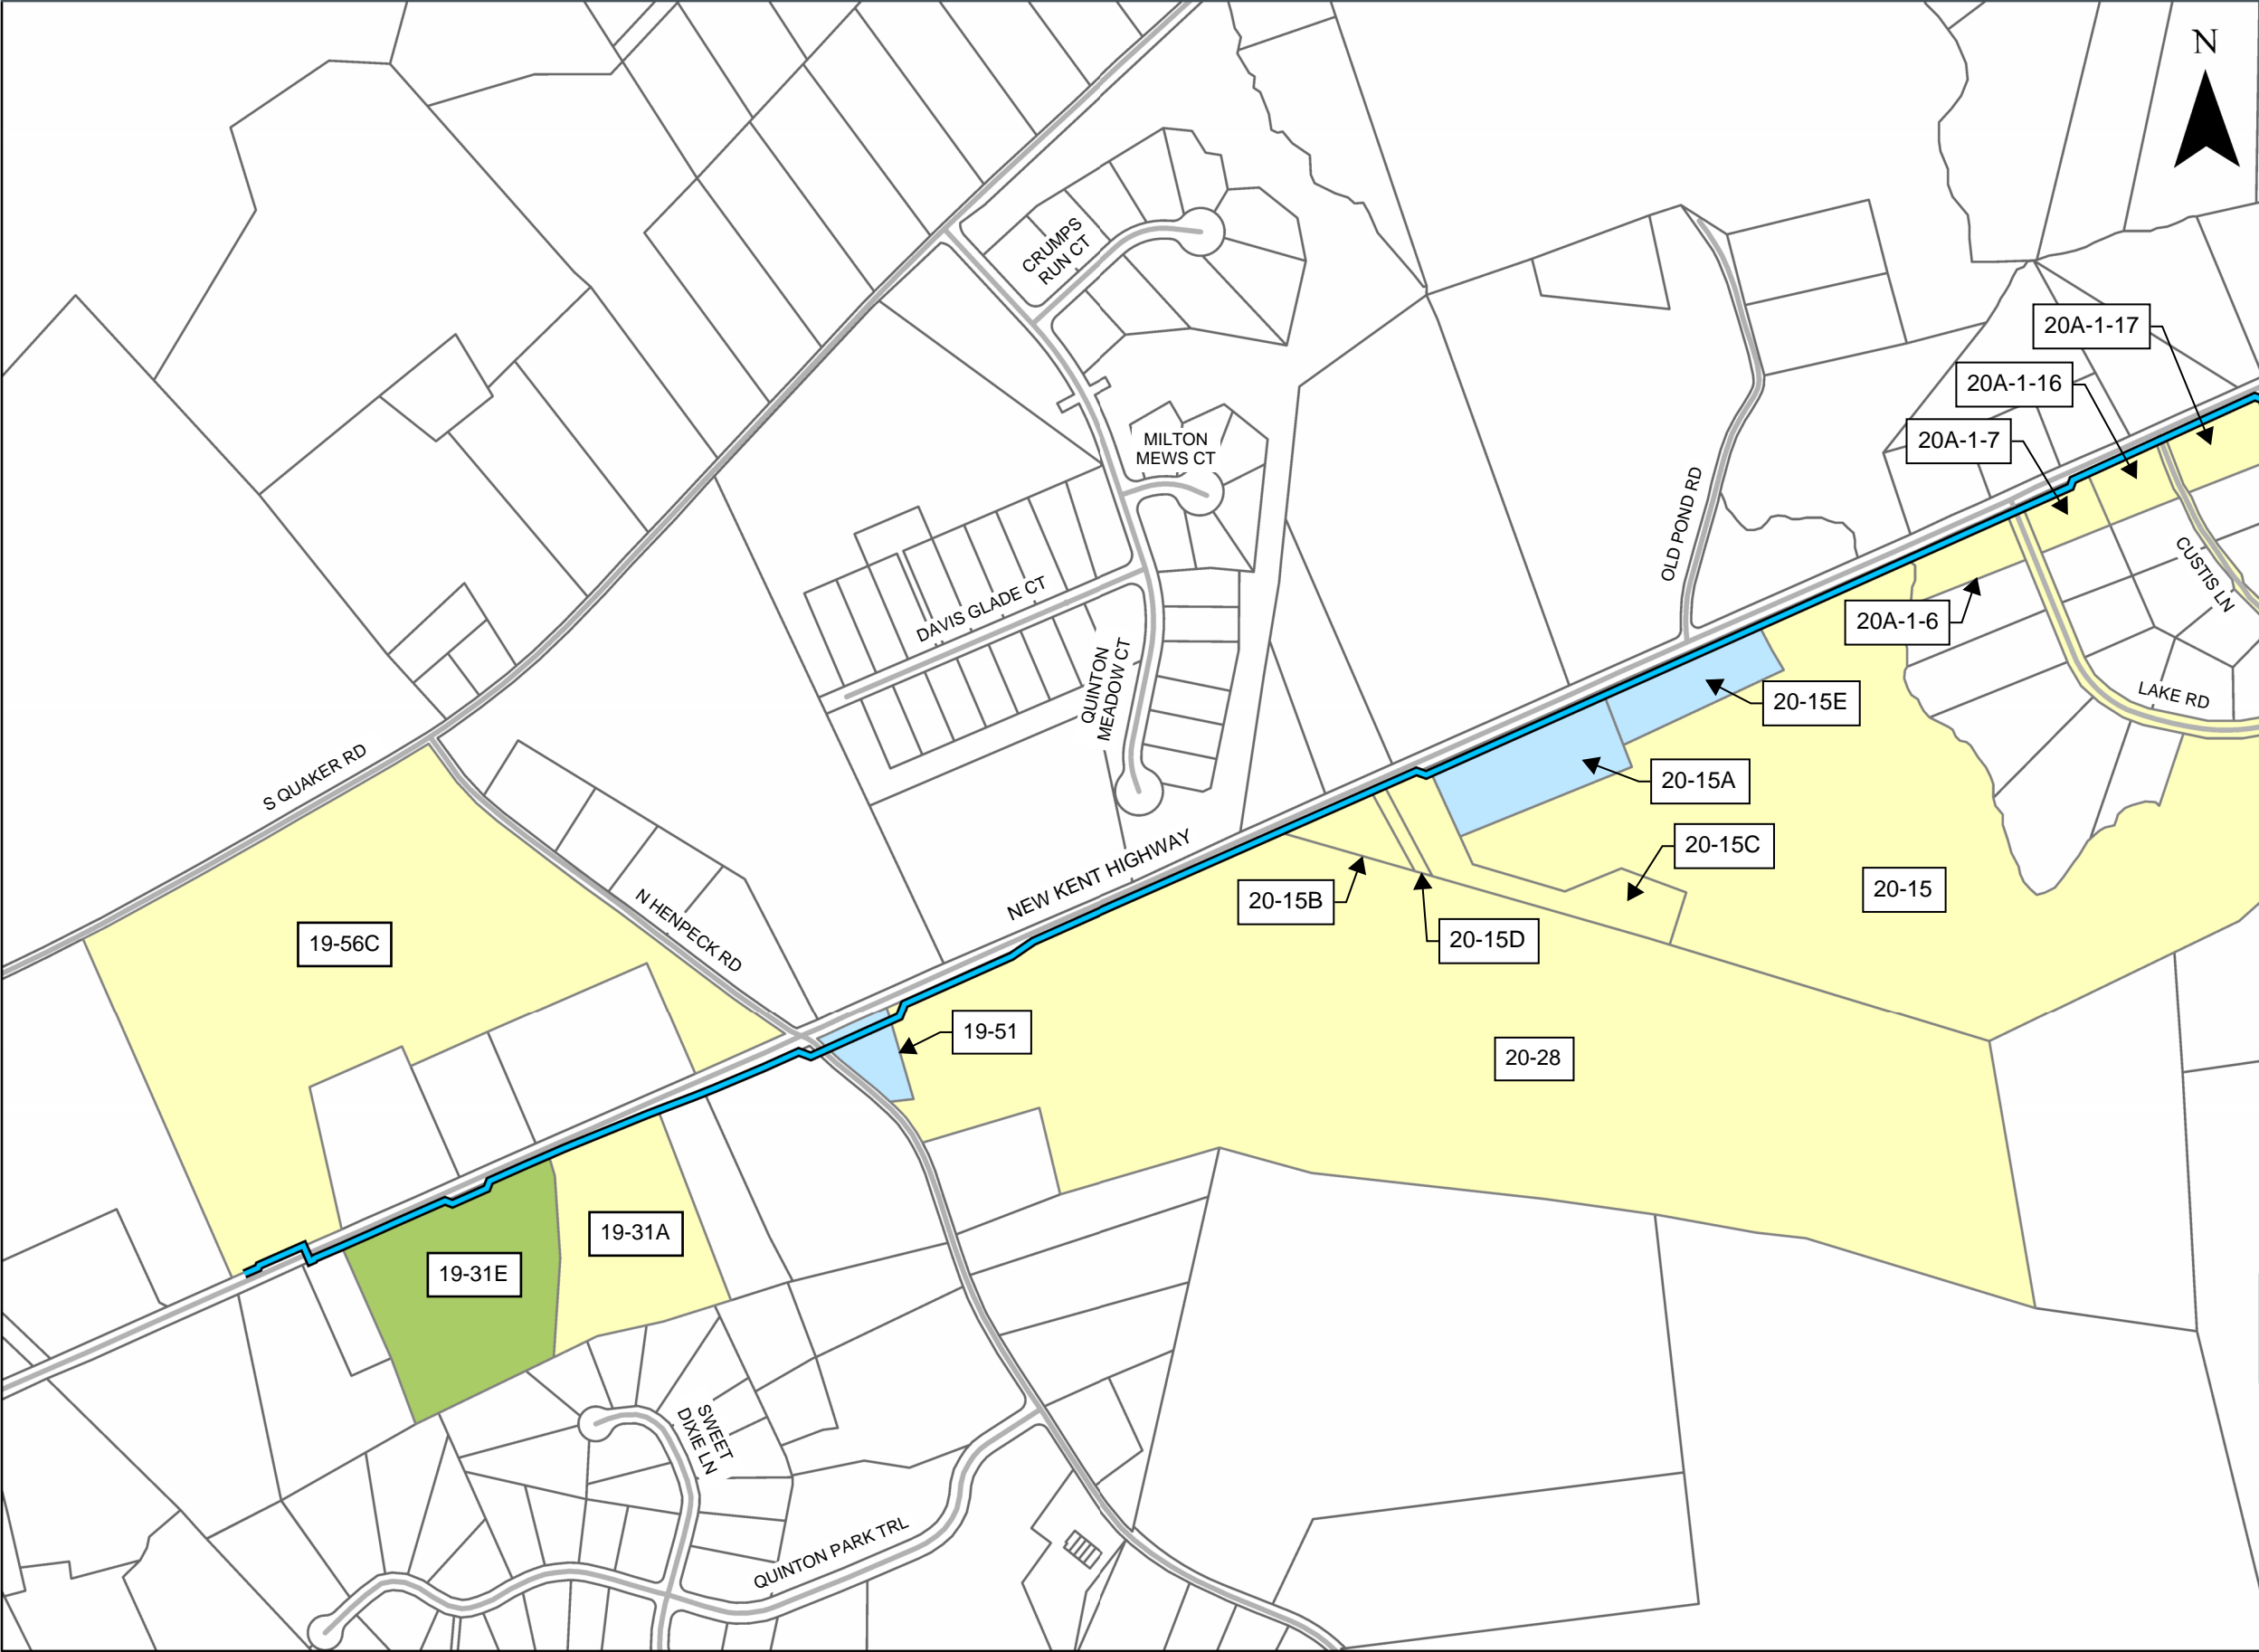 N
CRUMPS
RUN CT
20A-1-17
20A-1-16
20A-1-7
MILTON
MEWS CT
OLD POND RD
CUSTIS LN
DAVIS GLADE CT
20A-1-6
QUINTON
MEADOW CT
20-15E
LAKE RD
S QUAKER RD
20-15A
20-15C
NEW KENT HIGHWAY
20-15
20-15B
N HENPECK RD
19-56C
20-15D
19-51
20-28
19-31A
19-31E
SWEET
DIXIE LN
QUINTON PARK TRL